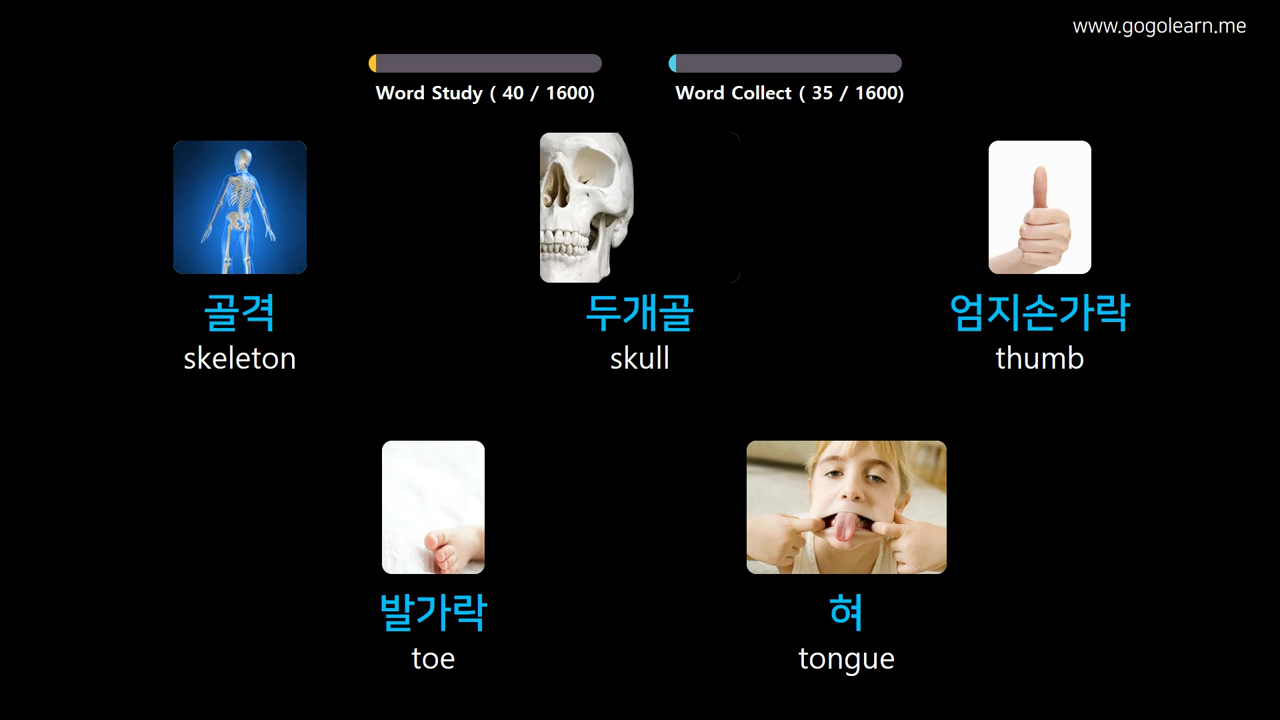 www.gogolearn.me
Word Study ( 40 / 1600)
Word Collect ( 35 / 1600)
골격
skeleton
두개골
skull
엄지손가락
thumb
발가락
toe
혀
tongue